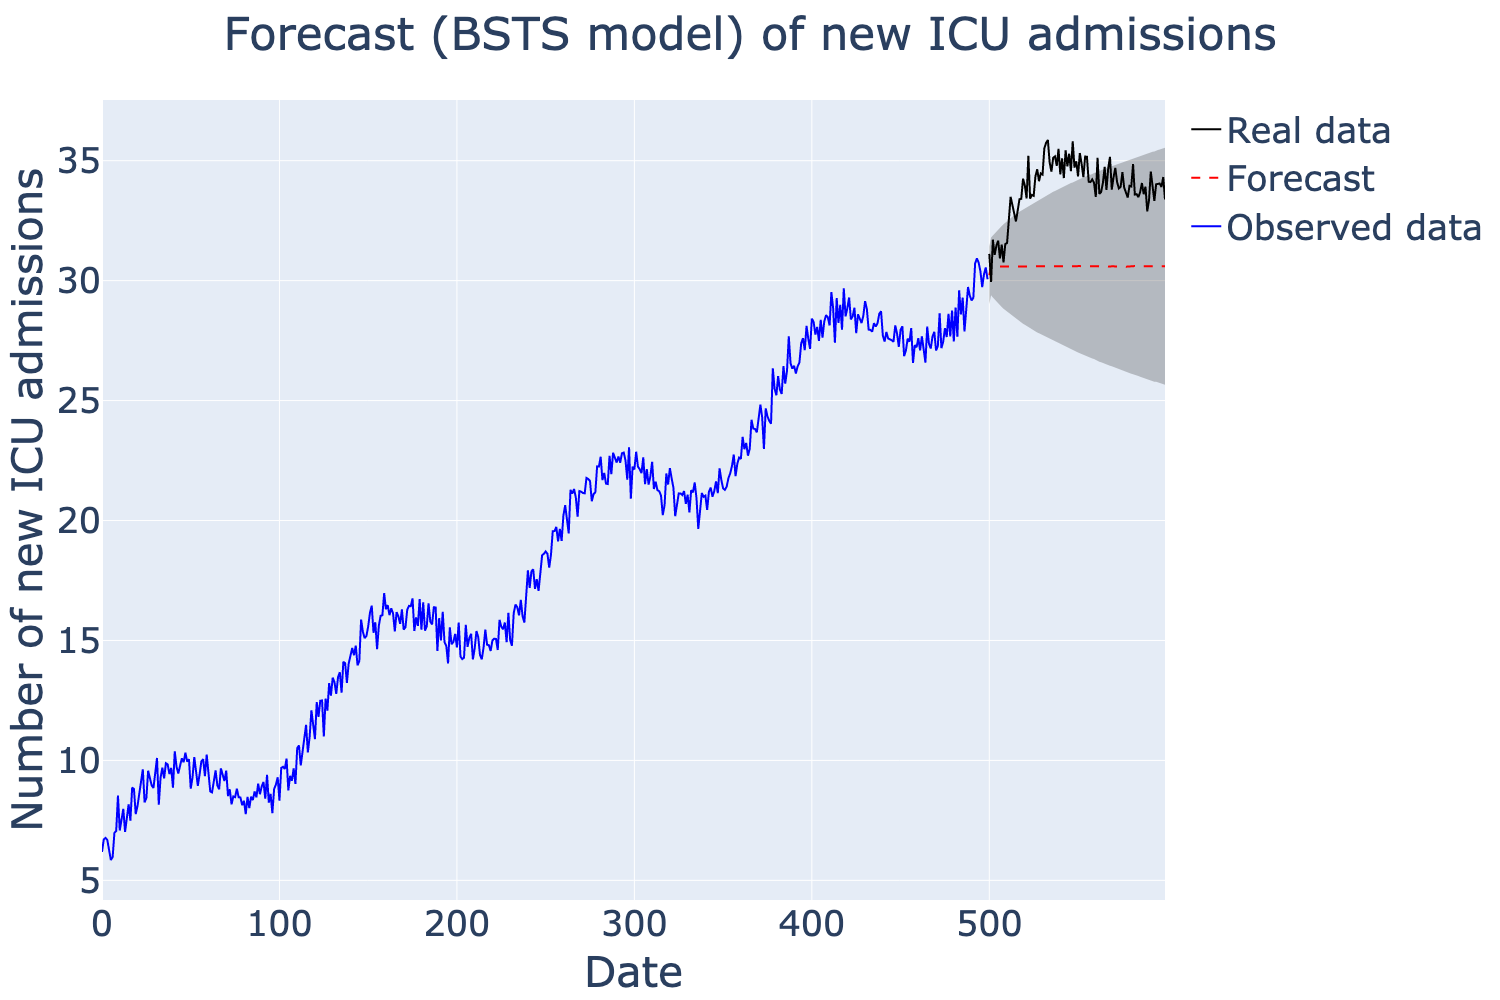 Forecast (BSTS model) of new ICU admissions
Real data
Forecast
Observed data
Number of new ICU admissions
35
30
25
20
15
10
5
0 100 200 300 400 500
Date